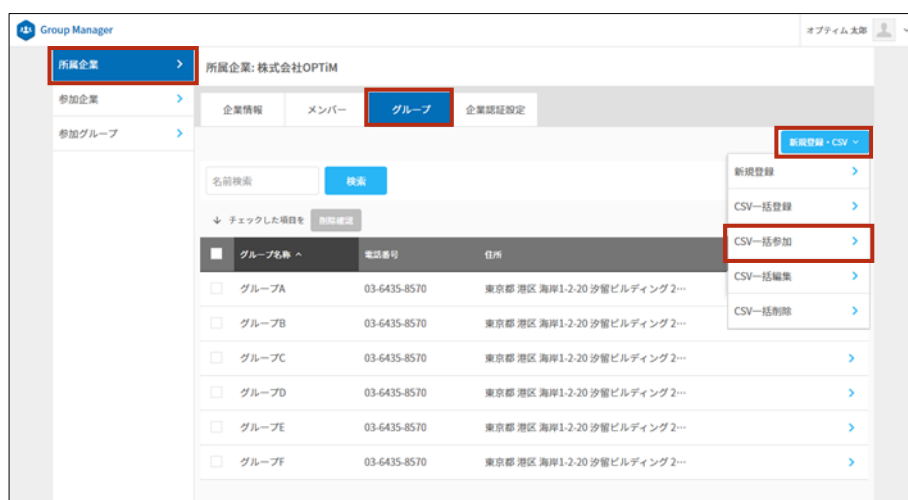 Group Manager
オプティム 太郎
所属企業
参加企業
参加グループ
所属企業: 株式会社OPTiM
企業情報 メンバー グループ 企業認証設定
新規登録・CSV
新規登録
CSV一括登録
CSV一括参加
CSV一括編集
CSV一括削除
名前検索 検索
↓ チェックした項目を 削除確認
グループ名称 電話番号 住所
グループA 03-6435-8570 東京都 港区 海岸1-2-20 汐留ビルディング 2…
グループB 03-6435-8570 東京都 港区 海岸1-2-20 汐留ビルディング 2…
グループC 03-6435-8570 東京都 港区 海岸1-2-20 汐留ビルディング 2…
グループD 03-6435-8570 東京都 港区 海岸1-2-20 汐留ビルディング 2…
グループE 03-6435-8570 東京都 港区 海岸1-2-20 汐留ビルディング 2…
グループF 03-6435-8570 東京都 港区 海岸1-2-20 汐留ビルディング 2…